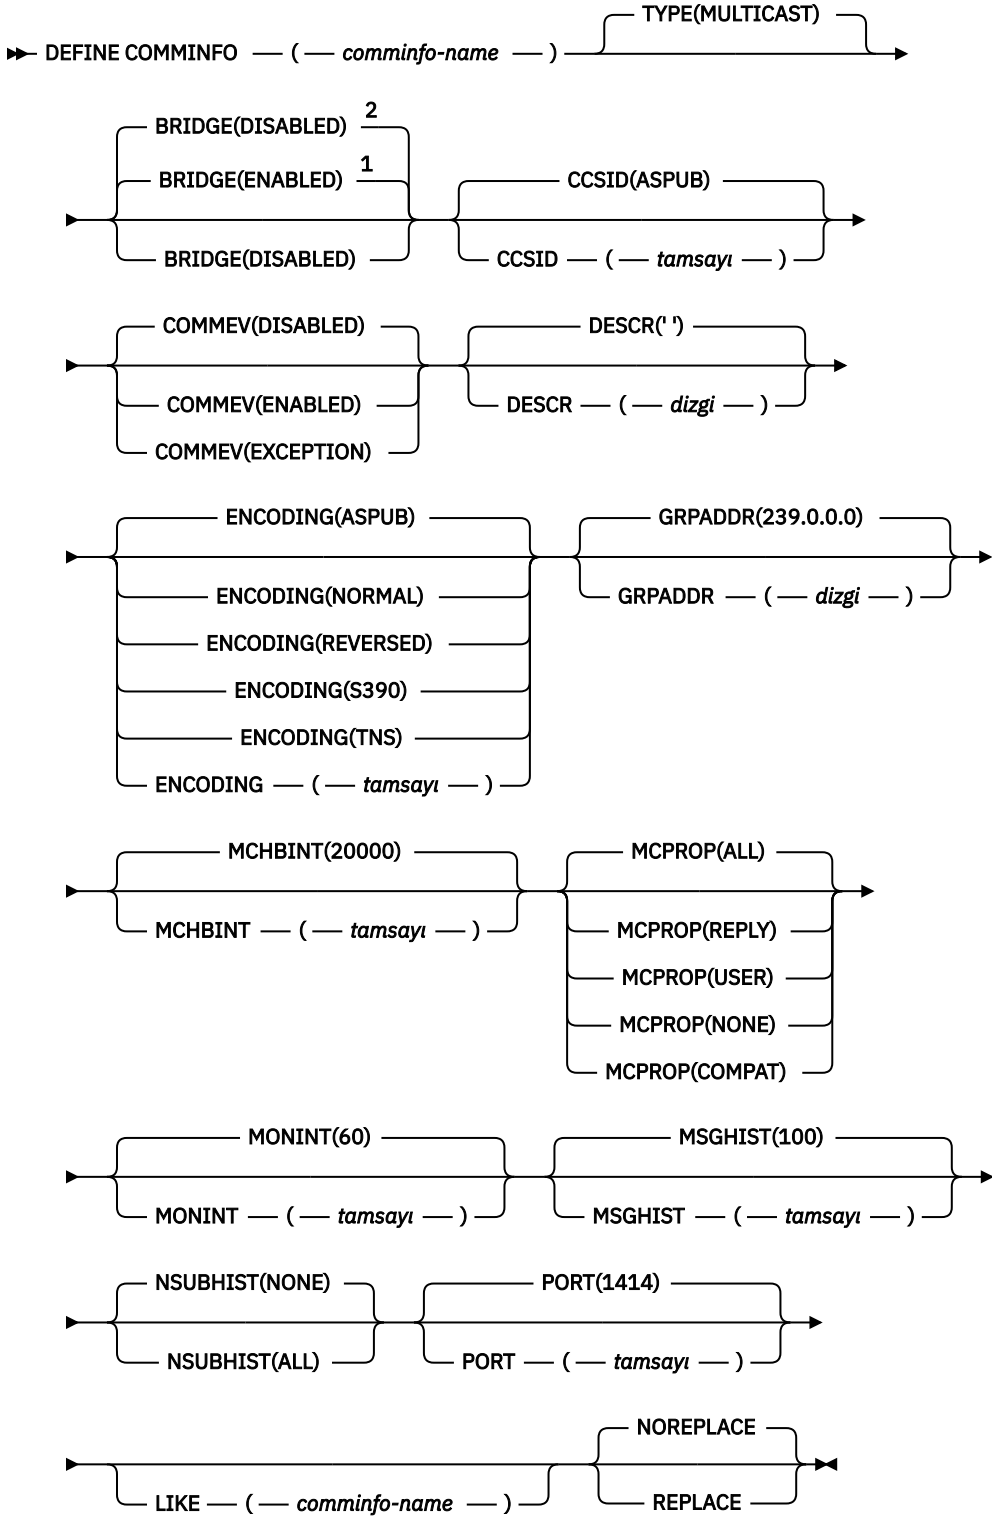 TYPE(MULTICAST)
DEFINE COMMINFO ( comminfo-name )
BRIDGE(DISABLED) 2
BRIDGE(ENABLED) 1
BRIDGE(DISABLED)
CCSID(ASPUB)
CCSID ( tamsayı )
COMMEV(DISABLED)
COMMEV(ENABLED)
COMMEV(EXCEPTION)
DESCR(' ')
DESCR ( dizgi )
ENCODING(ASPUB)
ENCODING(NORMAL)
ENCODING(REVERSED)
ENCODING(S390)
ENCODING(TNS)
ENCODING ( tamsayı )
GRPADDR(239.0.0.0)
GRPADDR ( dizgi )
MCHBINT(20000)
MCHBINT ( tamsayı )
MCPROP(ALL)
MCPROP(REPLY)
MCPROP(USER)
MCPROP(NONE)
MCPROP(COMPAT)
MONINT(60)
MONINT ( tamsayı )
MSGHIST(100)
MSGHIST ( tamsayı )
NSUBHIST(NONE)
NSUBHIST(ALL)
PORT(1414)
PORT ( tamsayı )
LIKE ( comminfo-name )
NOREPLACE
REPLACE